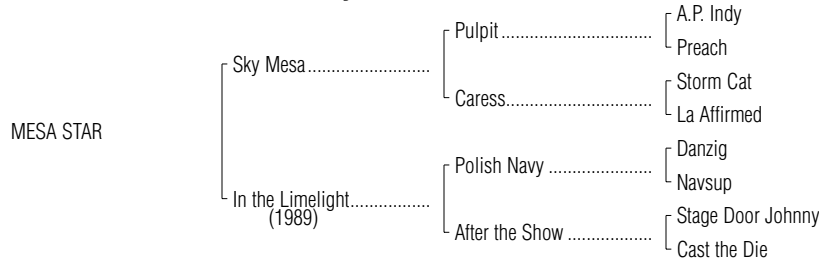 A.P. Indy
Pulpit
Preach
Sky Mesa
Storm Cat
Caress
La Affirmed
MESA STAR
Danzig
Polish Navy
Navsup
In the Limelight
(1989)
Stage Door Johnny
After the Show
Cast the Die